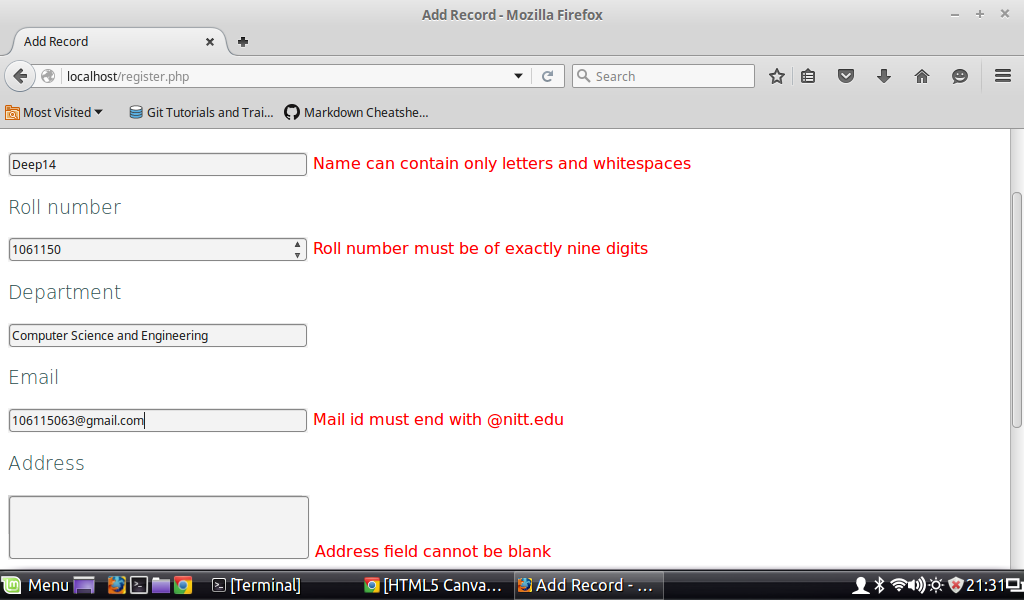 Add Record - Mozilla Firefox
Add Record
localhost/register.php
Search
Most Visited
Git Tutorials and Trai...
Markdown Cheatshe...
Deep14
Name can contain only letters and whitespaces
Roll number
1061150
Roll number must be of exactly nine digits
Department
Computer Science and Engineering
Email
106115063@gmail.com
Mail id must end with @nitt.edu
Address
Address field cannot be blank
Menu
[Terminal]
[HTML5 Canva...
Add Record - ...
21:31